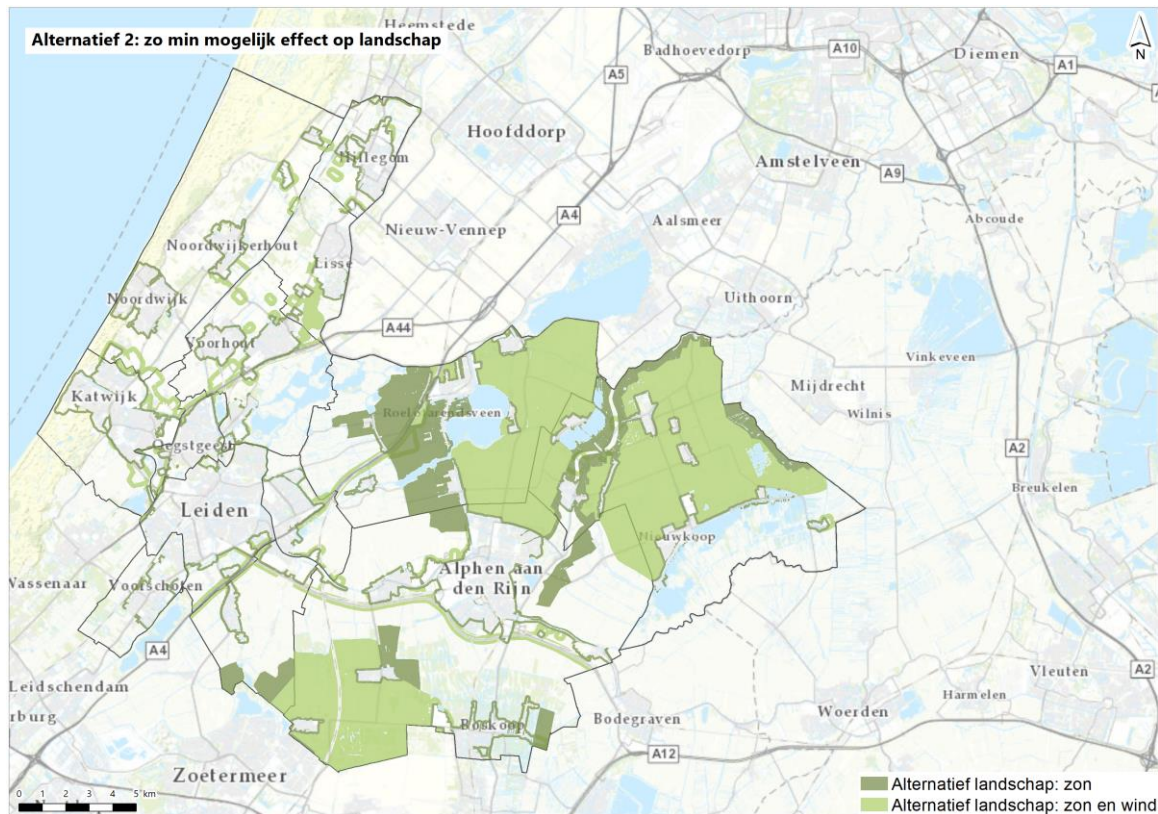 Alternatief 2: zo min mogelijk effect op landschap
Heemstede
Badhoevedorp
A10
Diemen
A1
N
A5
Hoofddorp
Hillegom
Amstelveen
A9
A4
Aalsmeer
Abcoude
Nieuw-Vennep
Noordwijkerhout
Lisse
Noordwijk
Uithoorn
A44
Voorhout
Vinkeveen
Mijdrecht
Katwijk
Wilnis
Roelofarendsveen
Oegstgeest
A2
Leiden
Breukelen
Nieuwkoop
Alphen aan
den Rijn
Wassenaar
Voorschoten
A4
Vleuten
A2
Leidschendam
Harmelen
Bodegraven
Woerden
rburg
Boskoop
A12
Zoetermeer
Alternatief landschap: zon
Alternatief landschap: zon en wind
0 1 2 3 4 5 km